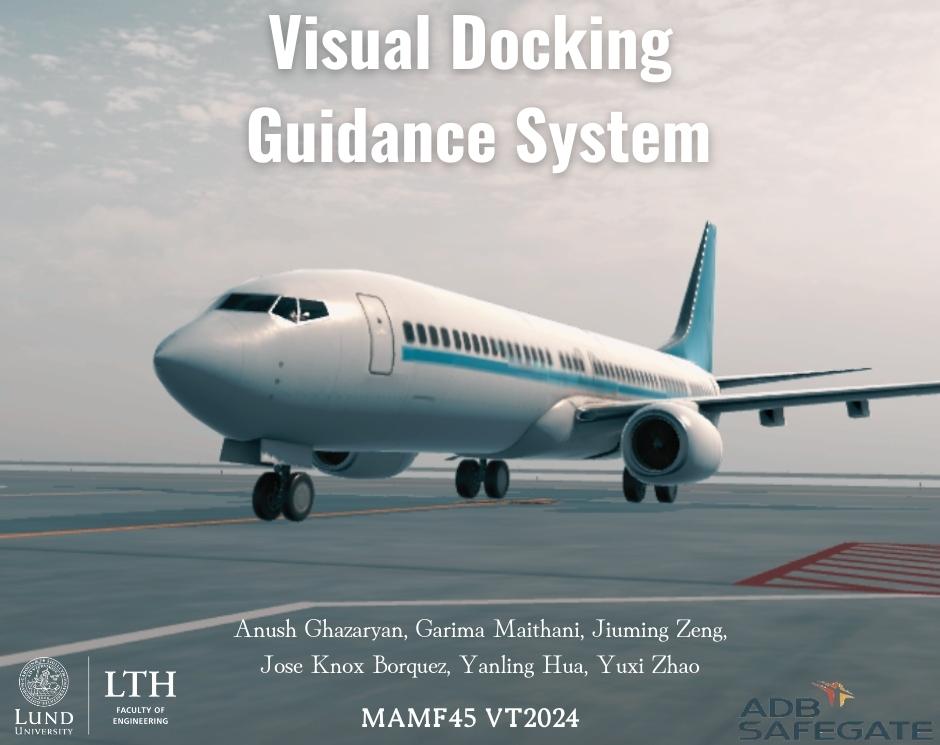 Visual Docking
Guidance System
Anush Ghazaryan, Garima Maithani, Jiuming Zeng,
Jose Knox Borquez, Yanling Hua, Yuxi Zhao
LUND
UNIVERSITY
LTH
FACULTY OF
ENGINEERING
MAMF45 VT2024
ADB
SAFEGATE